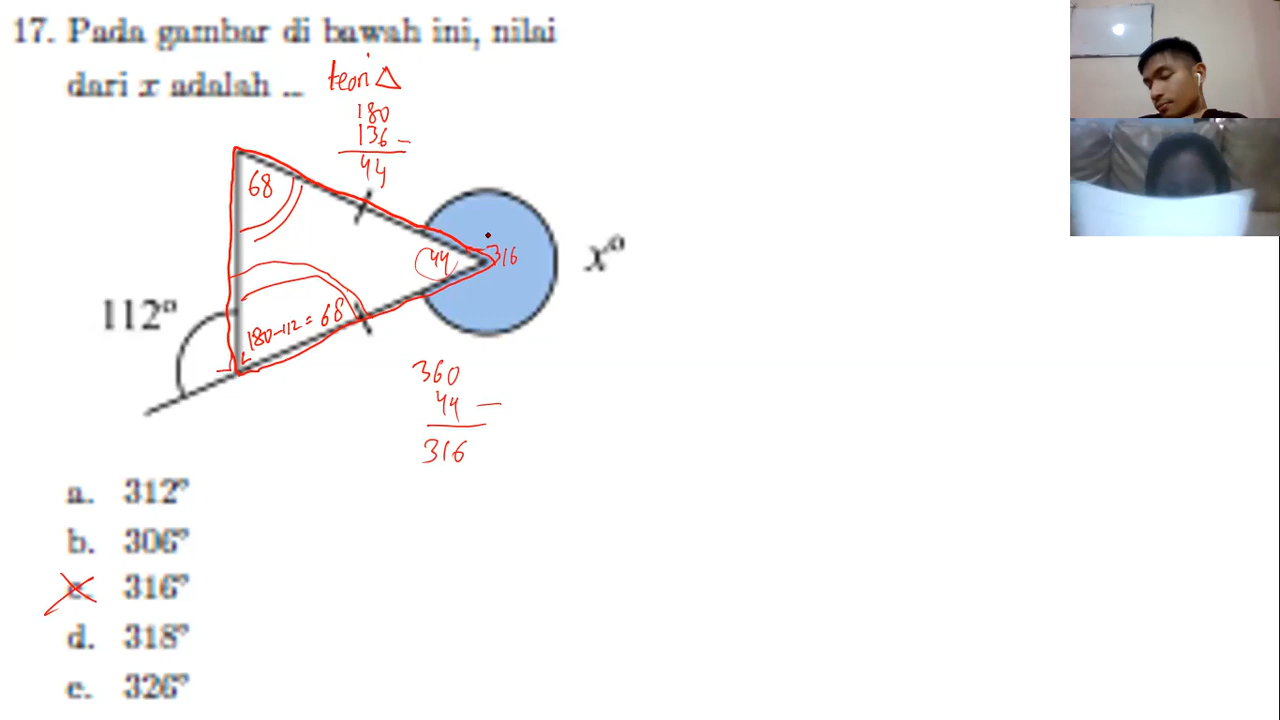 17. Pada gambar di bawah ini, nilai
dari x adalah ...
teori △
180
136 –
44
68
44
316
x°
112°
180-112 = 68
360
44 –
316
a. 312°
b. 306°
c. 316°
d. 318°
e. 326°